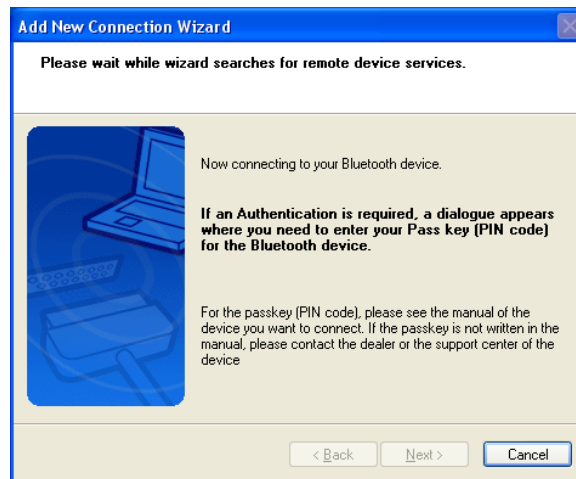 Add New Connection Wizard
Please wait while wizard searches for remote device services.
Now connecting to your Bluetooth device.
If an Authentication is required, a dialogue appears
where you need to enter your Pass key (PIN code)
for the Bluetooth device.
For the passkey (PIN code), please see the manual of the
device you want to connect. If the passkey is not written in the
manual, please contact the dealer or the support center of the
device
< Back Next > Cancel